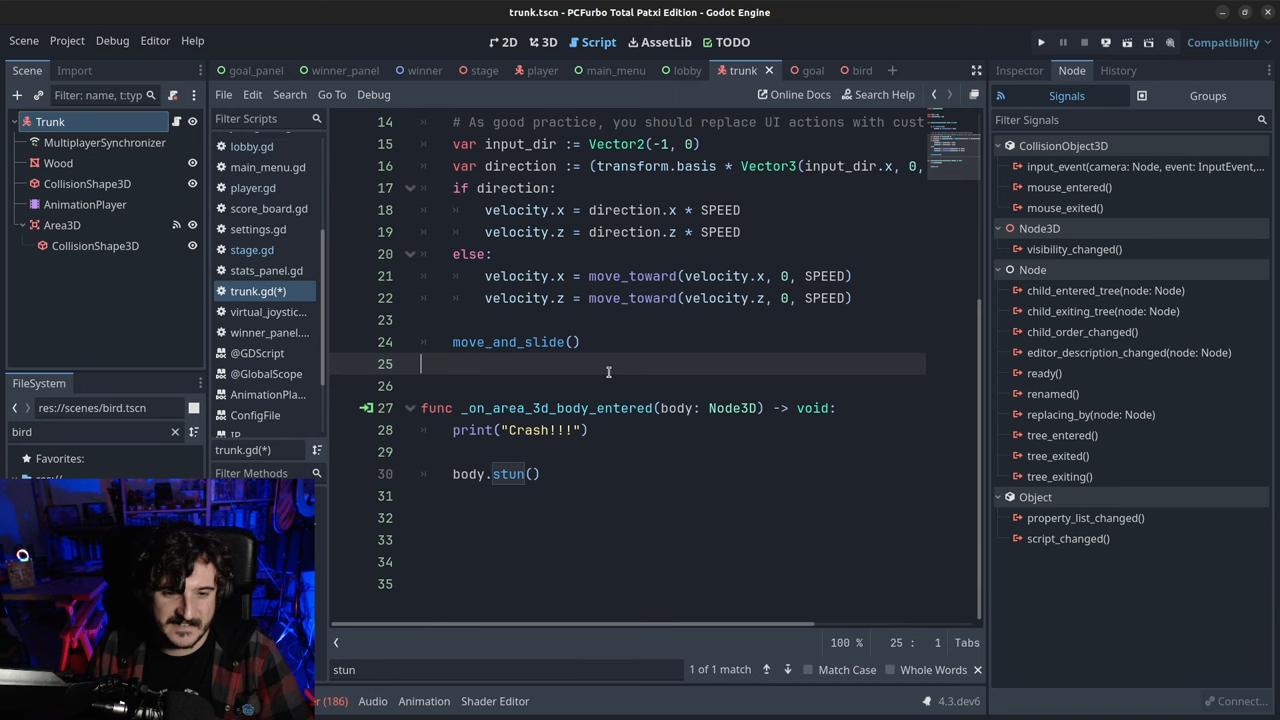 trunk.tscn - PCFurbo Total Patxi Edition - Godot Engine
Scene Project Debug Editor Help
2D 3D Script AssetLib TODO
Compatibility
Scene Import
goal_panel winner_panel winner stage player main_menu lobby trunk goal bird
Inspector Node History
Filter: name, t:typ
File Edit Search Go To Debug
Online Docs Search Help
Signals Groups
Trunk
MultiplayerSynchronizer
Wood
CollisionShape3D
AnimationPlayer
Area3D
CollisionShape3D
FileSystem
res://scenes/bird.tscn
bird
Favorites:
Filter Scripts
lobby.gd
main_menu.gd
player.gd
score_board.gd
settings.gd
stage.gd
stats_panel.gd
trunk.gd(*)
virtual_joystic...
winner_panel....
@GDScript
@GlobalScope
AnimationPla...
ConfigFile
trunk.gd(*)
Filter Methods
14 # As good practice, you should replace UI actions with cust
15 var input_dir := Vector2(-1, 0)
16 var direction := (transform.basis * Vector3(input_dir.x, 0,
17 if direction:
18 velocity.x = direction.x * SPEED
19 velocity.z = direction.z * SPEED
20 else:
21 velocity.x = move_toward(velocity.x, 0, SPEED)
22 velocity.z = move_toward(velocity.z, 0, SPEED)
23
24 move_and_slide()
25
26
27 func _on_area_3d_body_entered(body: Node3D) -> void:
28 print("Crash!!!")
29
30 body.stun()
31
32
33
34
35
100 % 25 : 1 Tabs
stun 1 of 1 match Match Case Whole Words
(186) Audio Animation Shader Editor
4.3.dev6
Filter Signals
CollisionObject3D
input_event(camera: Node, event: InputEvent,...
mouse_entered()
mouse_exited()
Node3D
visibility_changed()
Node
child_entered_tree(node: Node)
child_exiting_tree(node: Node)
child_order_changed()
editor_description_changed(node: Node)
ready()
renamed()
replacing_by(node: Node)
tree_entered()
tree_exited()
tree_exiting()
Object
property_list_changed()
script_changed()
Connect...